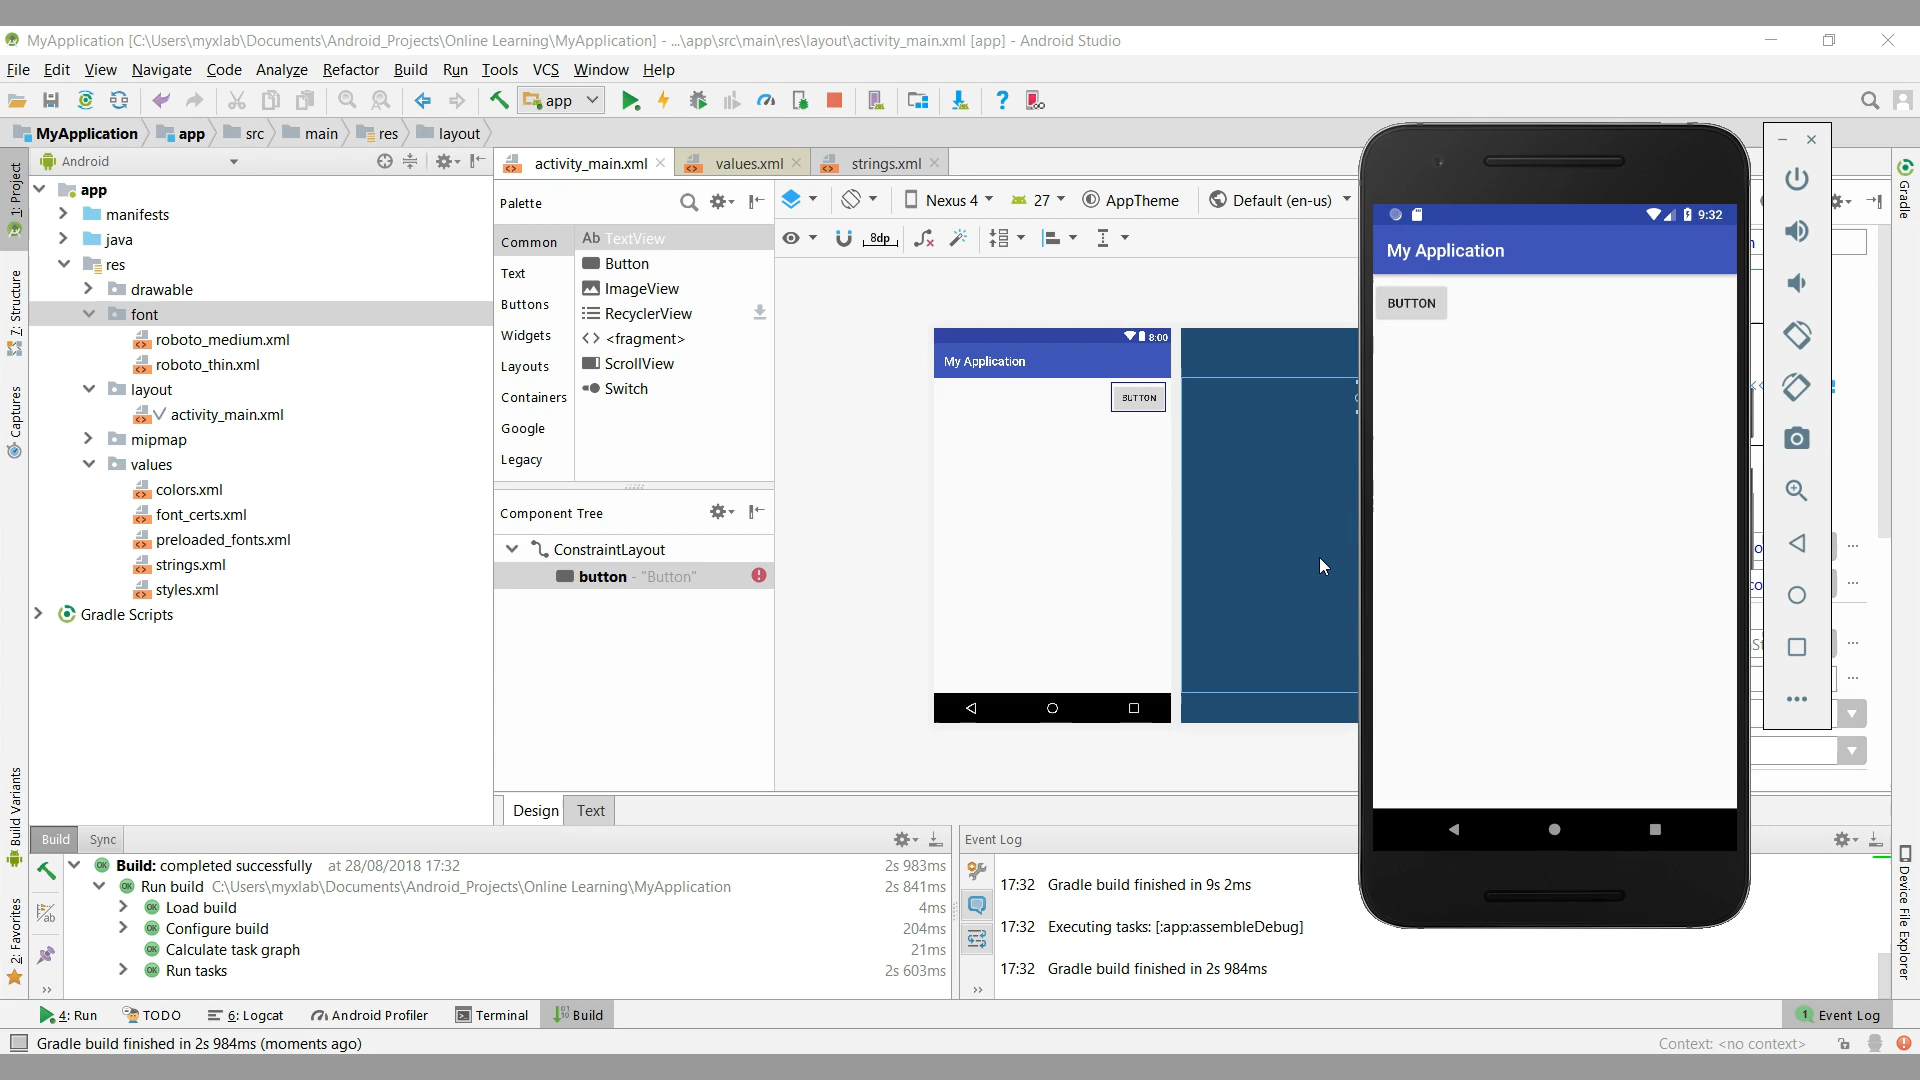 MyApplication [C:\Users\myxlab\Documents\Android_Projects\Online Learning\MyApplication] - ...\app\src\main\res\layout\activity_main.xml [app] - Android Studio
File Edit View Navigate Code Analyze Refactor Build Run Tools VCS Window Help
app
MyApplication app src main res layout
Android
activity_main.xml values.xml strings.xml
1: Project
7: Structure
Captures
Build Variants
2: Favorites
app
manifests
java
res
drawable
font
roboto_medium.xml
roboto_thin.xml
layout
activity_main.xml
mipmap
values
colors.xml
font_certs.xml
preloaded_fonts.xml
strings.xml
styles.xml
Gradle Scripts
Palette
Common
Text
Buttons
Widgets
Layouts
Containers
Google
Legacy
Ab TextView
Button
ImageView
RecyclerView
<fragment>
ScrollView
Switch
Component Tree
ConstraintLayout
button - "Button"
Nexus 4 27 AppTheme Default (en-us)
8dp
8:00
My Application
BUTTON
Design Text
9:32
My Application
BUTTON
Gradle
Device File Explorer
Build Sync
Build: completed successfully at 28/08/2018 17:32 2s 983ms
Run build C:\Users\myxlab\Documents\Android_Projects\Online Learning\MyApplication 2s 841ms
Load build 4ms
Configure build 204ms
Calculate task graph 21ms
Run tasks 2s 603ms
Event Log
17:32 Gradle build finished in 9s 2ms
17:32 Executing tasks: [:app:assembleDebug]
17:32 Gradle build finished in 2s 984ms
4: Run TODO 6: Logcat Android Profiler Terminal Build 1 Event Log
Gradle build finished in 2s 984ms (moments ago) Context: <no context>